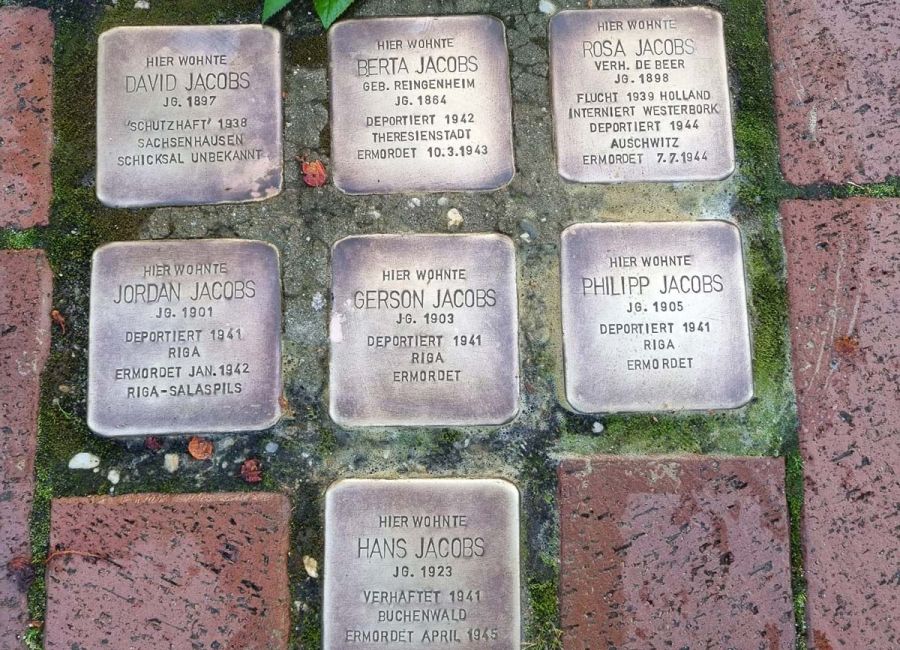 HIER WOHNTE
DAVID JACOBS
JG. 1897
'SCHUTZHAFT' 1938
SACHSENHAUSEN
SCHICKSAL UNBEKANNT
HIER WOHNTE
BERTA JACOBS
GEB. REINGENHEIM
JG. 1864
DEPORTIERT 1942
THERESIENSTADT
ERMORDET 10.3.1943
HIER WOHNTE
ROSA JACOBS
VERH. DE BEER
JG. 1898
FLUCHT 1939 HOLLAND
INTERNIERT WESTERBORK
DEPORTIERT 1944
AUSCHWITZ
ERMORDET 7.7.1944
HIER WOHNTE
JORDAN JACOBS
JG. 1901
DEPORTIERT 1941
RIGA
ERMORDET JAN. 1942
RIGA-SALASPILS
HIER WOHNTE
GERSON JACOBS
JG. 1903
DEPORTIERT 1941
RIGA
ERMORDET
HIER WOHNTE
PHILIPP JACOBS
JG. 1905
DEPORTIERT 1941
RIGA
ERMORDET
HIER WOHNTE
HANS JACOBS
JG. 1923
VERHAFTET 1941
BUCHENWALD
ERMORDET APRIL 1945